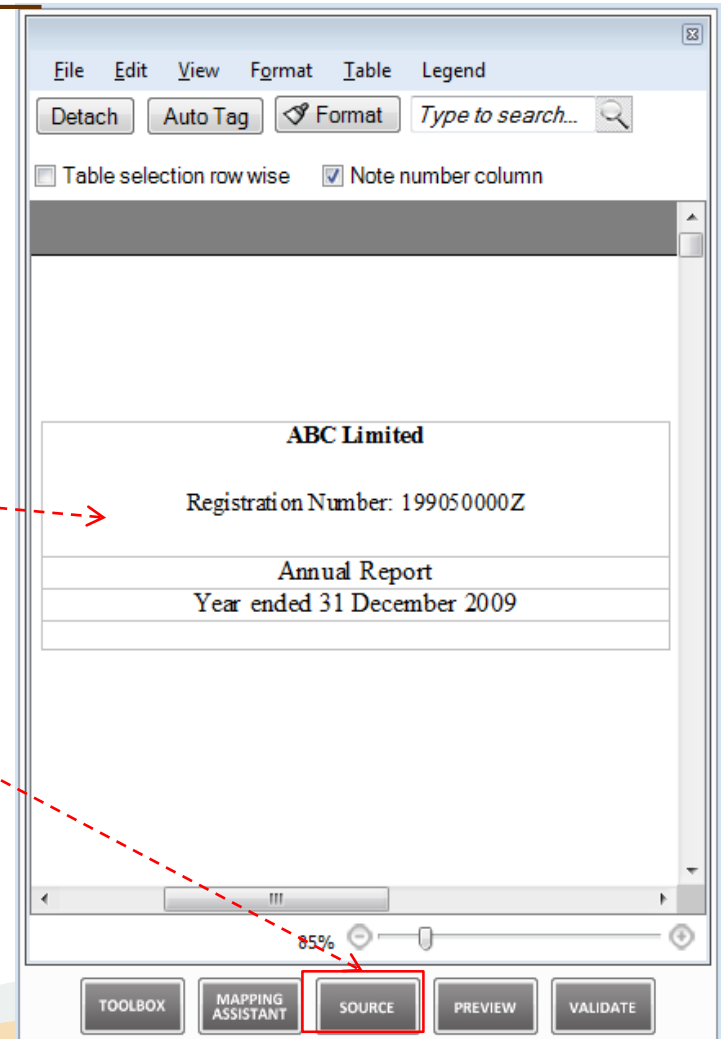 File Edit View Format Table Legend
Detach Auto Tag Format Type to search...
Table selection row wise Note number column
ABC Limited
Registration Number: 199050000Z
Annual Report
Year ended 31 December 2009
85%
TOOLBOX MAPPING ASSISTANT SOURCE PREVIEW VALIDATE